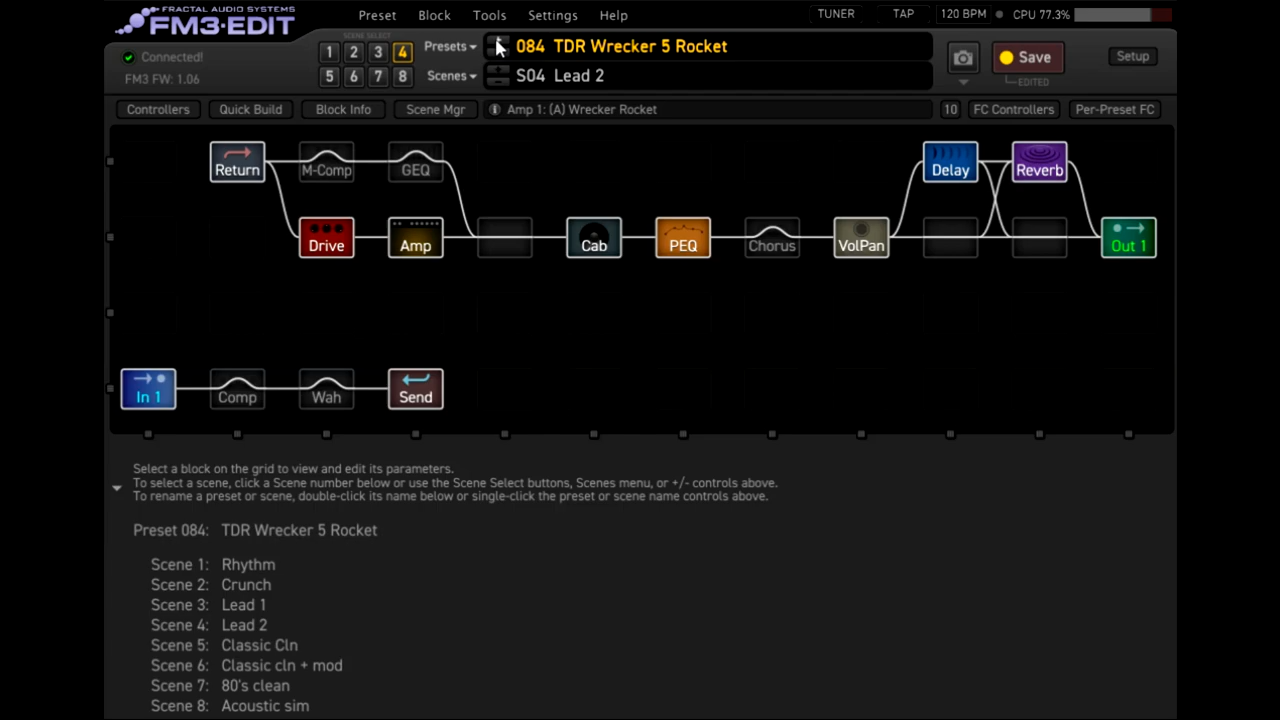 FRACTAL AUDIO SYSTEMS
FM3·EDIT
Preset Block Tools Settings Help
TUNER TAP 120 BPM CPU 77.3%
Connected!
FM3 FW: 1.06
SCENE SELECT
1 2 3 4
5 6 7 8
Presets
Scenes
084 TDR Wrecker 5 Rocket
S04 Lead 2
Save
EDITED
Setup
Controllers Quick Build Block Info Scene Mgr Amp 1: (A) Wrecker Rocket 10 FC Controllers Per-Preset FC
Return M-Comp GEQ Delay Reverb
Drive Amp Cab PEQ Chorus VolPan Out 1
In 1 Comp Wah Send
Select a block on the grid to view and edit its parameters.
To select a scene, click a Scene number below or use the Scene Select buttons, Scenes menu, or +/- controls above.
To rename a preset or scene, double-click its name below or single-click the preset or scene name controls above.
Preset 084: TDR Wrecker 5 Rocket
Scene 1: Rhythm
Scene 2: Crunch
Scene 3: Lead 1
Scene 4: Lead 2
Scene 5: Classic Cln
Scene 6: Classic cln + mod
Scene 7: 80's clean
Scene 8: Acoustic sim